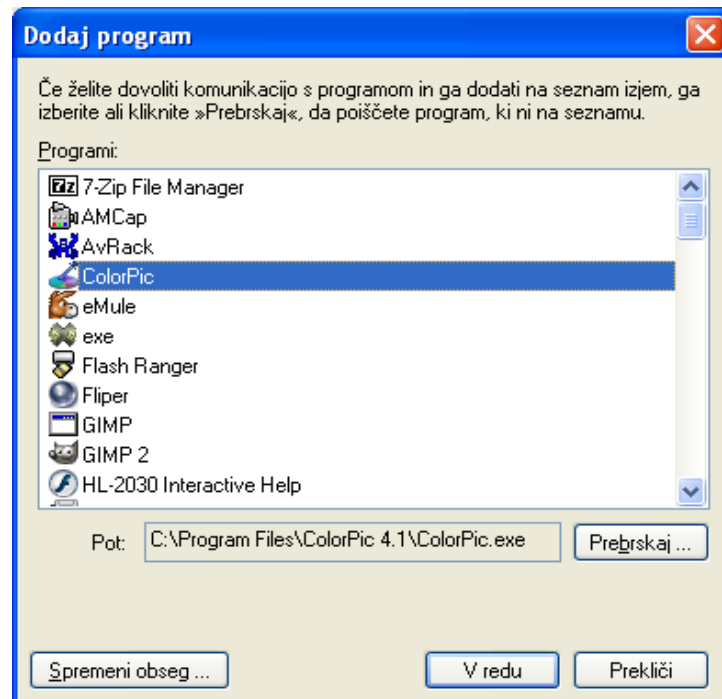 Dodaj program
Če želite dovoliti komunikacijo s programom in ga dodati na seznam izjem, ga
izberite ali kliknite »Prebrskaj«, da poiščete program, ki ni na seznamu.
Programi:
7-Zip File Manager
AMCap
AvRack
ColorPic
eMule
exe
Flash Ranger
Fliper
GIMP
GIMP 2
HL-2030 Interactive Help
Pot: C:\Program Files\ColorPic 4.1\ColorPic.exe Prebrskaj ...
Spremeni obseg ... V redu Prekliči